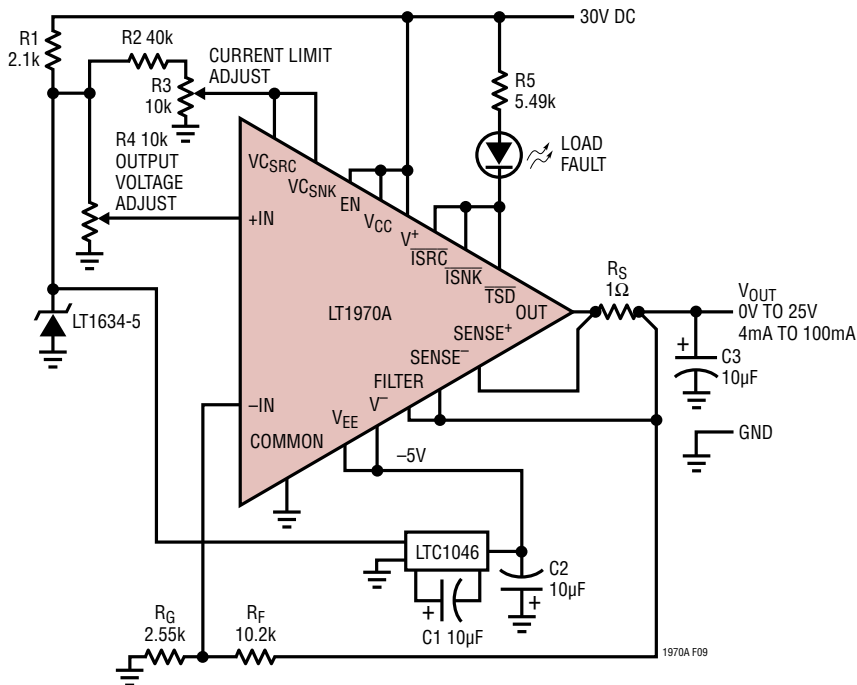 30V DC
R1
2.1k
R2 40k
R3
10k
CURRENT LIMIT
ADJUST
R4 10k
OUTPUT
VOLTAGE
ADJUST
R5
5.49k
LOAD
FAULT
VCSRC
VCSNK
EN
VCC
V+
ISRC
ISNK
TSD
OUT
+IN
LT1970A
SENSE+
SENSE–
FILTER
V–
VEE
–IN
COMMON
RS
1Ω
VOUT
0V TO 25V
4mA TO 100mA
+
C3
10µF
GND
LT1634-5
–5V
LTC1046
+
C1 10µF
C2
10µF
+
RG
2.55k
RF
10.2k
1970A F09